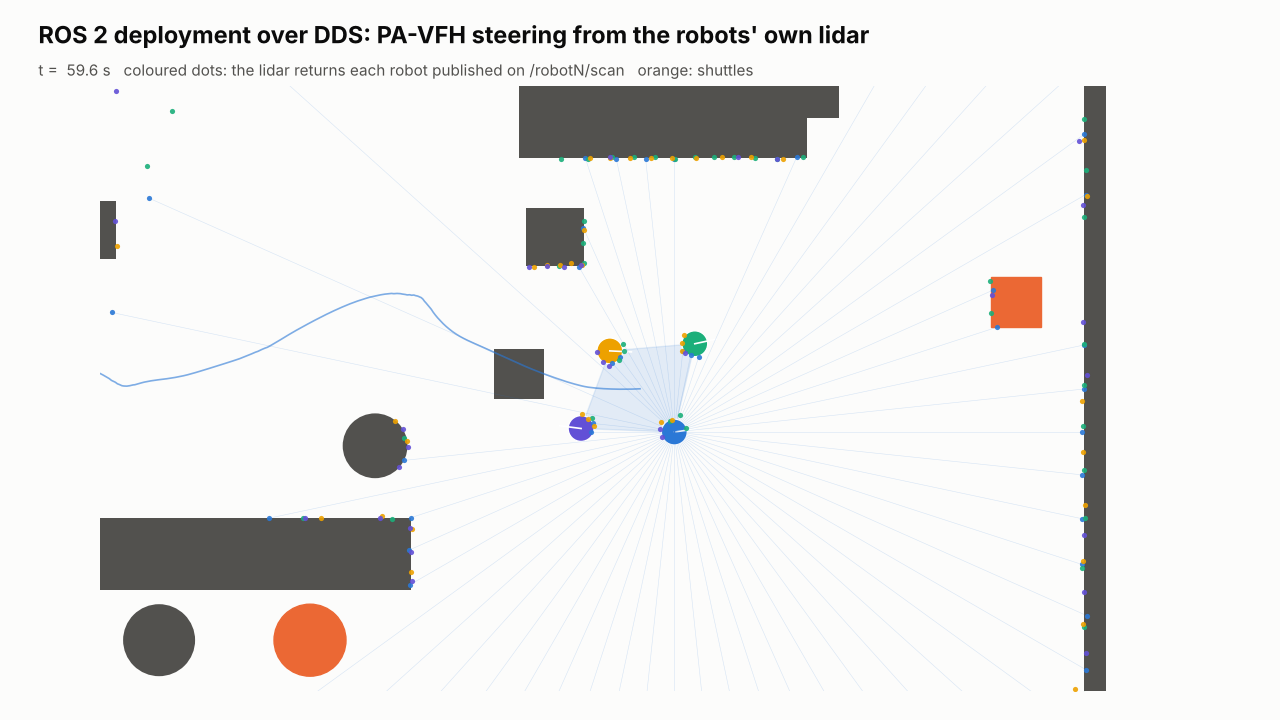 ROS 2 deployment over DDS: PA-VFH steering from the robots' own lidar
t = 59.6 s coloured dots: the lidar returns each robot published on /robotN/scan orange: shuttles